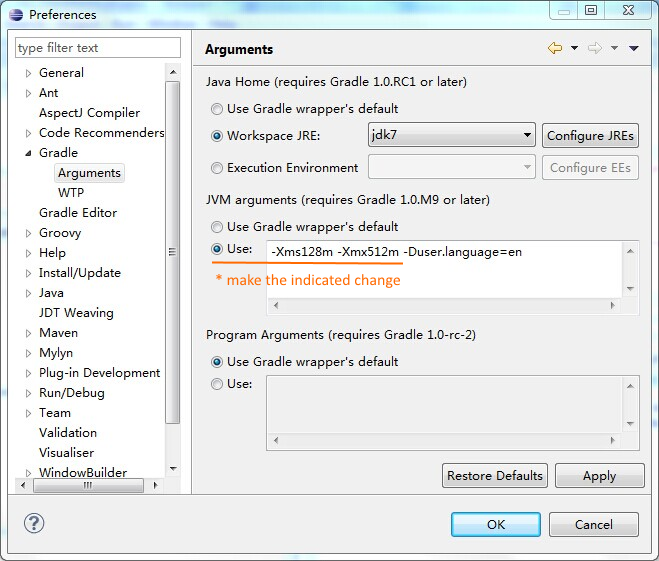 Preferences
type filter text
General
Ant
AspectJ Compiler
Code Recommenders
Gradle
Arguments
WTP
Gradle Editor
Groovy
Help
Install/Update
Java
JDT Weaving
Maven
Mylyn
Plug-in Development
Run/Debug
Team
Validation
Visualiser
WindowBuilder
Arguments
Java Home (requires Gradle 1.0.RC1 or later)
Use Gradle wrapper's default
Workspace JRE: jdk7 Configure JREs
Execution Environment Configure EEs
JVM arguments (requires Gradle 1.0.M9 or later)
Use Gradle wrapper's default
Use: -Xms128m -Xmx512m -Duser.language=en
* make the indicated change
Program Arguments (requires Gradle 1.0-rc-2)
Use Gradle wrapper's default
Use:
Restore Defaults Apply
? OK Cancel